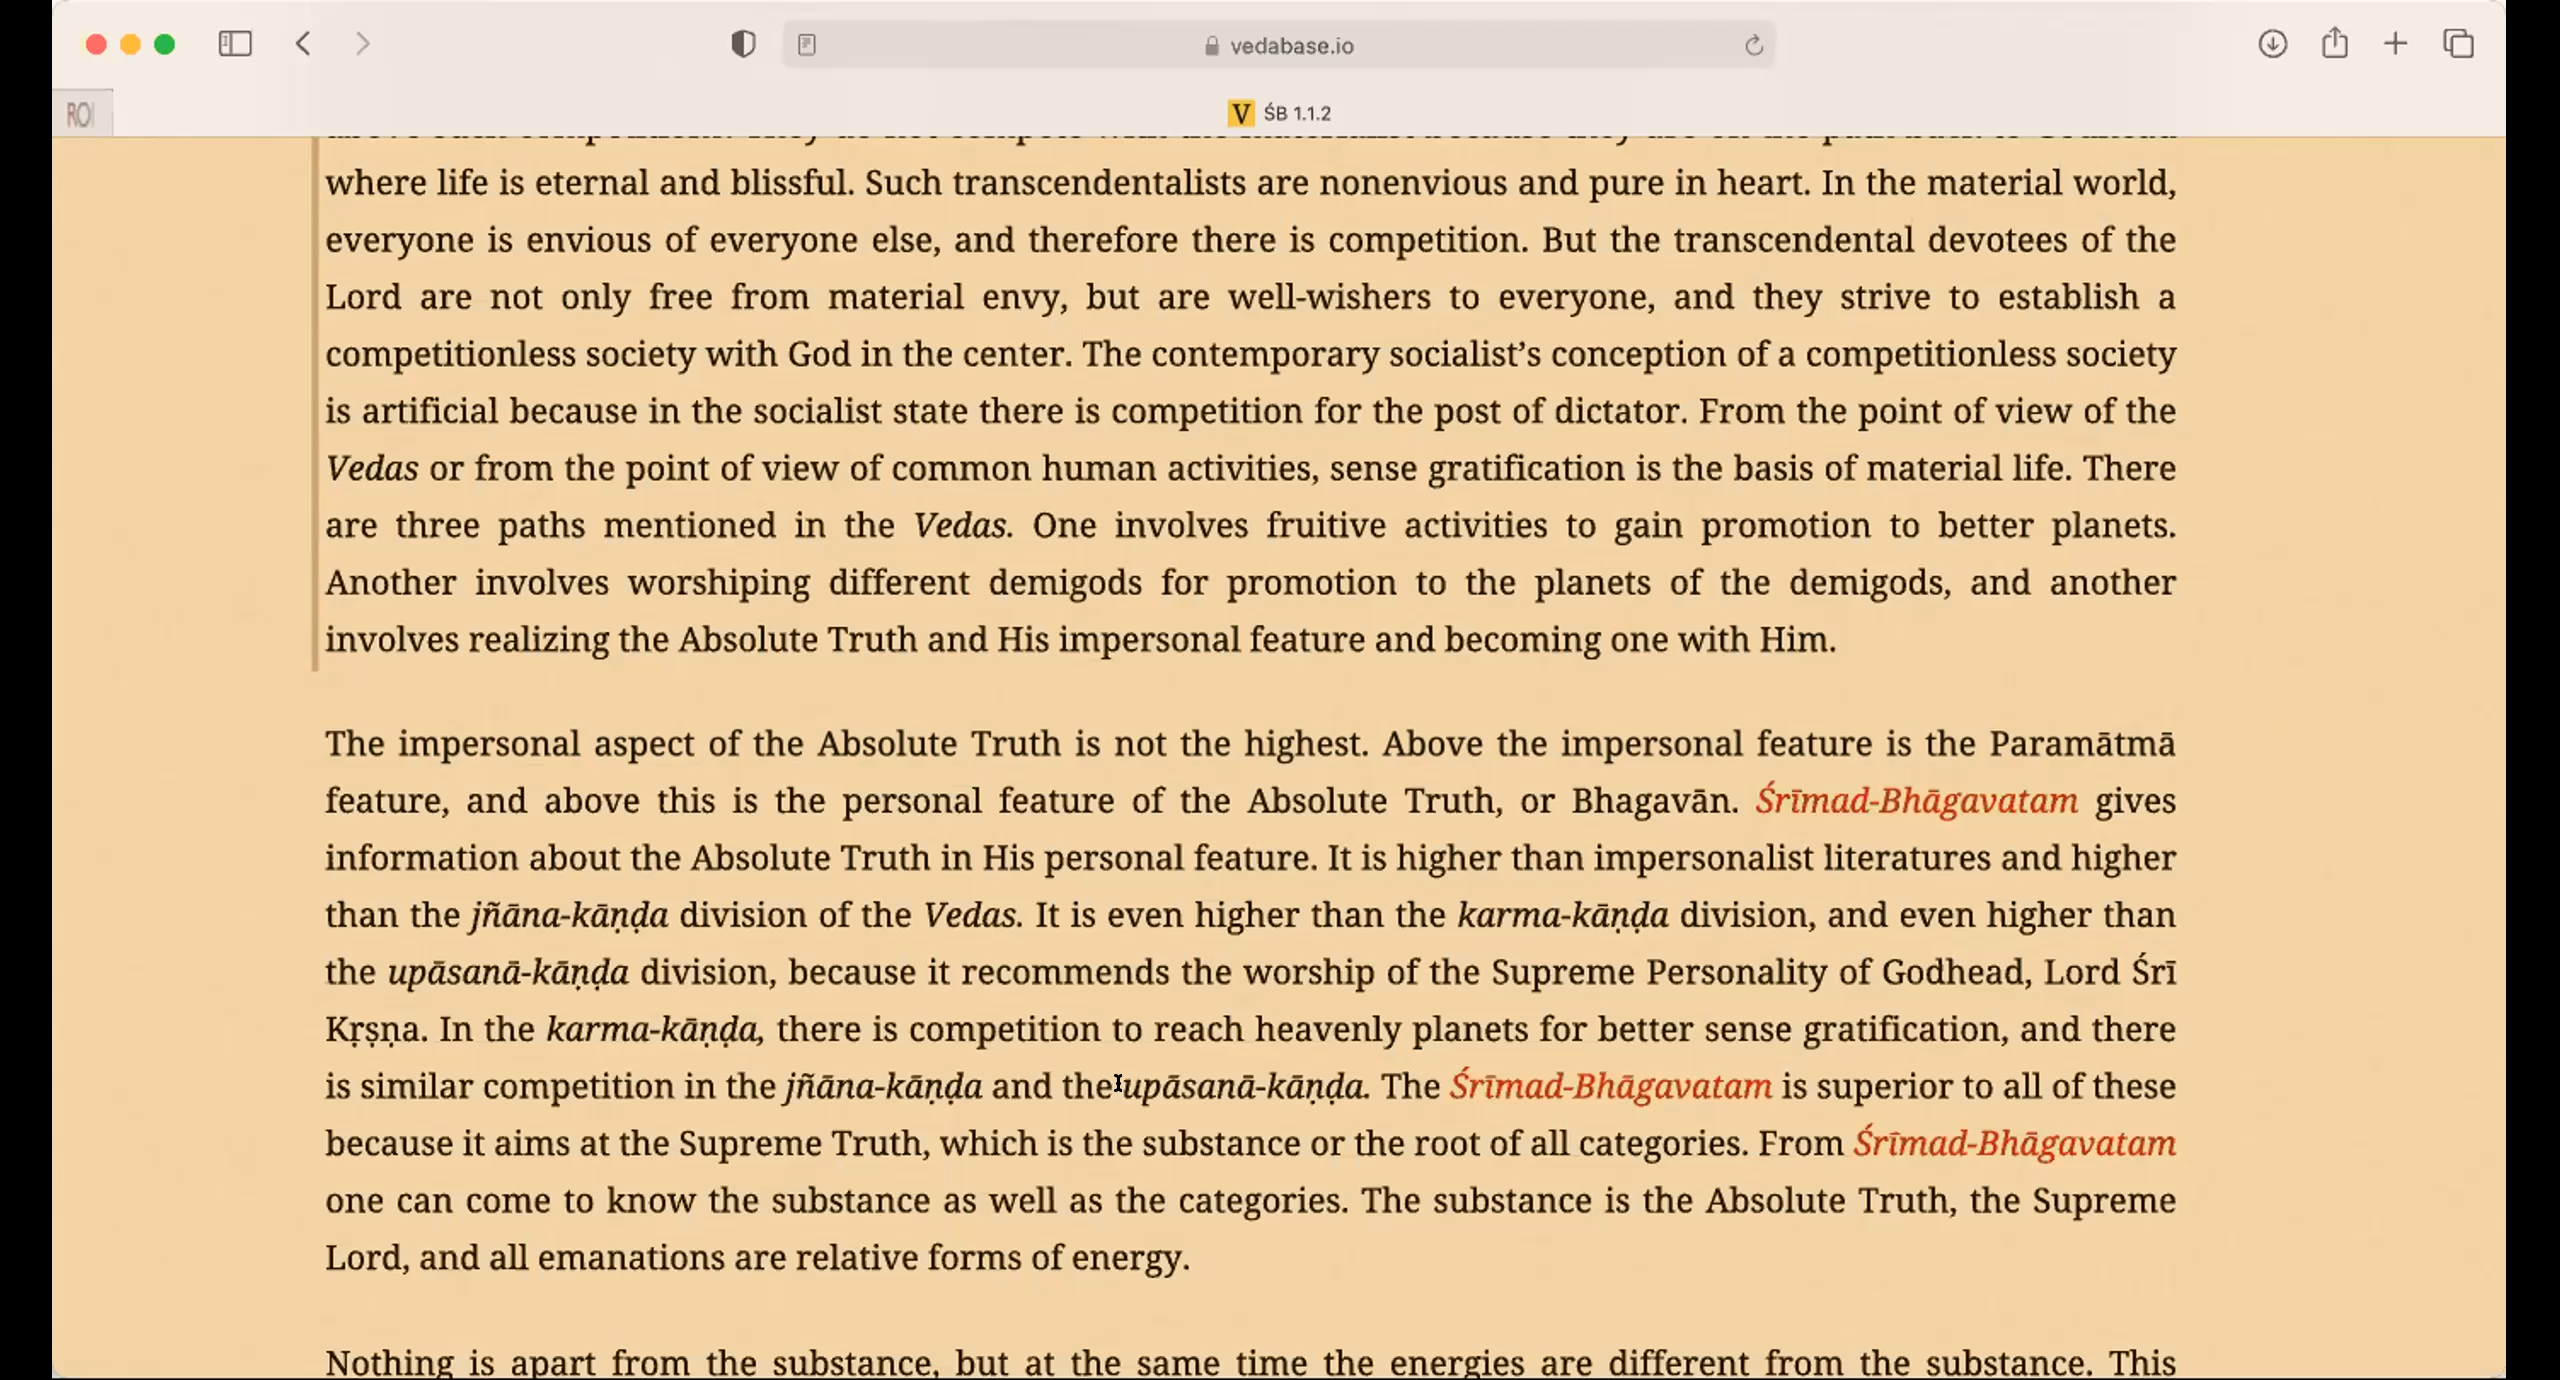 vedabase.io
ROI
V ŚB 1.1.2
where life is eternal and blissful. Such transcendentalists are nonenvious and pure in heart. In the material world,
everyone is envious of everyone else, and therefore there is competition. But the transcendental devotees of the
Lord are not only free from material envy, but are well-wishers to everyone, and they strive to establish a
competitionless society with God in the center. The contemporary socialist’s conception of a competitionless society
is artificial because in the socialist state there is competition for the post of dictator. From the point of view of the
Vedas or from the point of view of common human activities, sense gratification is the basis of material life. There
are three paths mentioned in the Vedas. One involves fruitive activities to gain promotion to better planets.
Another involves worshiping different demigods for promotion to the planets of the demigods, and another
involves realizing the Absolute Truth and His impersonal feature and becoming one with Him.
The impersonal aspect of the Absolute Truth is not the highest. Above the impersonal feature is the Paramātmā
feature, and above this is the personal feature of the Absolute Truth, or Bhagavān. Śrīmad-Bhāgavatam gives
information about the Absolute Truth in His personal feature. It is higher than impersonalist literatures and higher
than the jñāna-kāṇḍa division of the Vedas. It is even higher than the karma-kāṇḍa division, and even higher than
the upāsanā-kāṇḍa division, because it recommends the worship of the Supreme Personality of Godhead, Lord Śrī
Kṛṣṇa. In the karma-kāṇḍa, there is competition to reach heavenly planets for better sense gratification, and there
is similar competition in the jñāna-kāṇḍa and the upāsanā-kāṇḍa. The Śrīmad-Bhāgavatam is superior to all of these
because it aims at the Supreme Truth, which is the substance or the root of all categories. From Śrīmad-Bhāgavatam
one can come to know the substance as well as the categories. The substance is the Absolute Truth, the Supreme
Lord, and all emanations are relative forms of energy.
Nothing is apart from the substance, but at the same time the energies are different from the substance. This